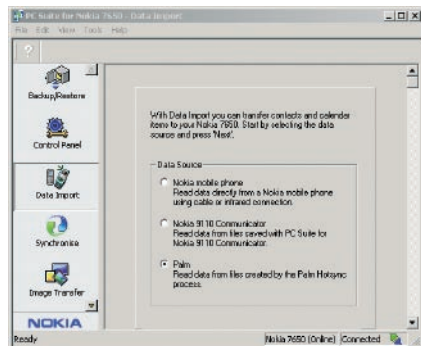 PC Suite for Nokia 7650 - Data Import
File Edit View Tools Help
Backup/Restore
Control Panel
Data Import
Synchronise
Image Transfer
NOKIA
With Data Import you can transfer contacts and calender
items to your Nokia 7650. Start by selecting the data
source and press 'Next'.
Data Source
Nokia mobile phone
Read data directly from a Nokia mobile phone
using cable or infrared connection.
Nokia 9110 Communicator
Read data from files saved with PC Suite for
Nokia 9110 Communicator.
Palm
Read data from files created by the Palm Hotsync
process.
Ready
Nokia 7650 (Online) Connected